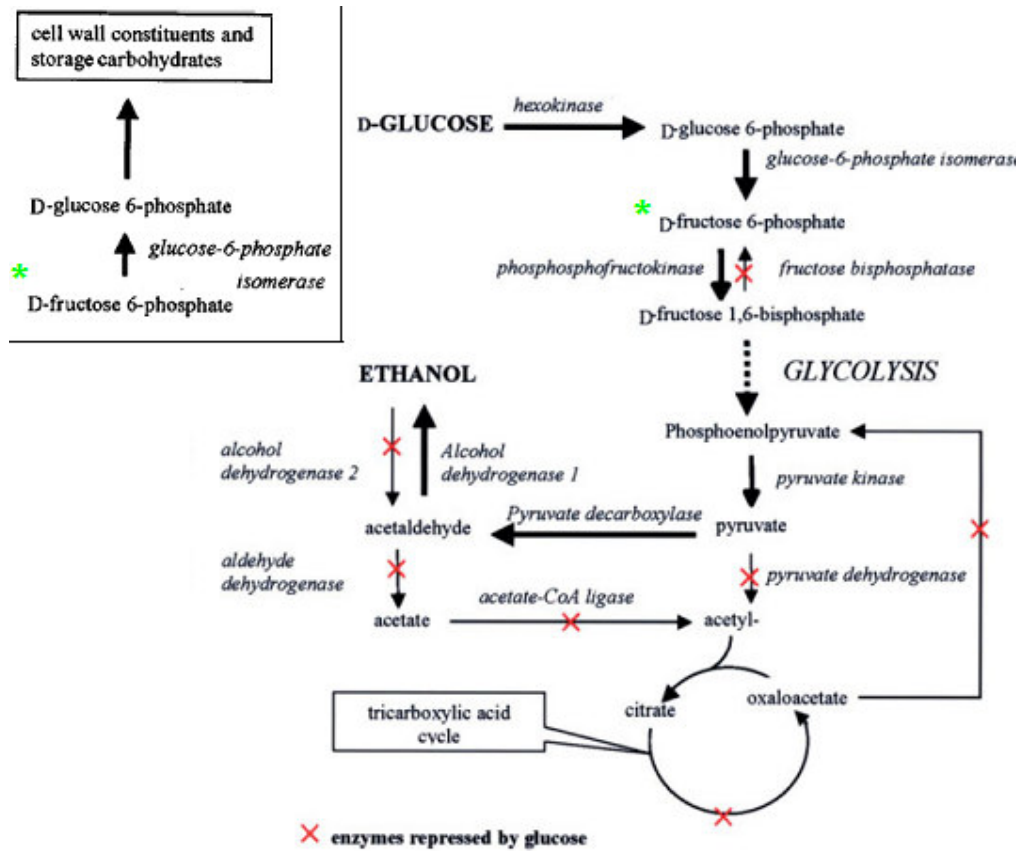 cell wall constituents and
storage carbohydrates
D-glucose 6-phosphate
glucose-6-phosphate
isomerase
*
D-fructose 6-phosphate
D-GLUCOSE
hexokinase
D-glucose 6-phosphate
glucose-6-phosphate isomerase
*
D-fructose 6-phosphate
phosphosphofructokinase
fructose bisphosphatase
D-fructose 1,6-bisphosphate
GLYCOLYSIS
ETHANOL
Phosphoenolpyruvate
alcohol
dehydrogenase 2
Alcohol
dehydrogenase 1
pyruvate kinase
acetaldehyde
Pyruvate decarboxylase
pyruvate
aldehyde
dehydrogenase
pyruvate dehydrogenase
acetate
acetate-CoA ligase
acetyl-
citrate
oxaloacetate
tricarboxylic acid
cycle
enzymes repressed by glucose